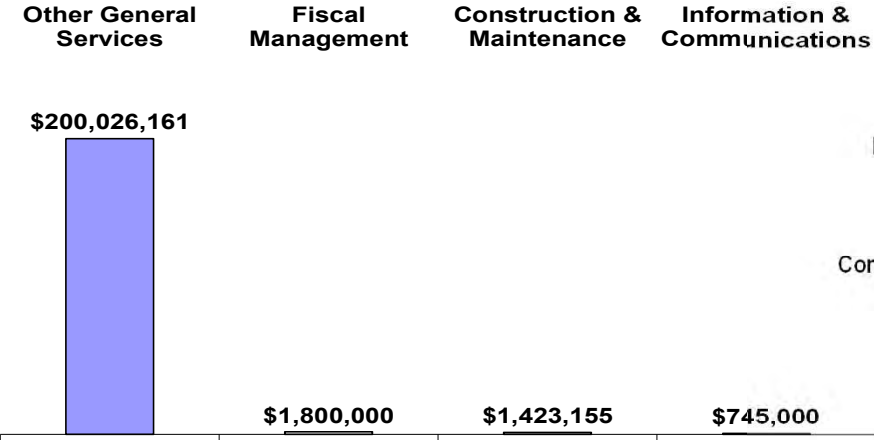 Other General Services
Fiscal Management
Construction & Maintenance
Information & Communications
$200,026,161
$1,800,000
$1,423,155
$745,000